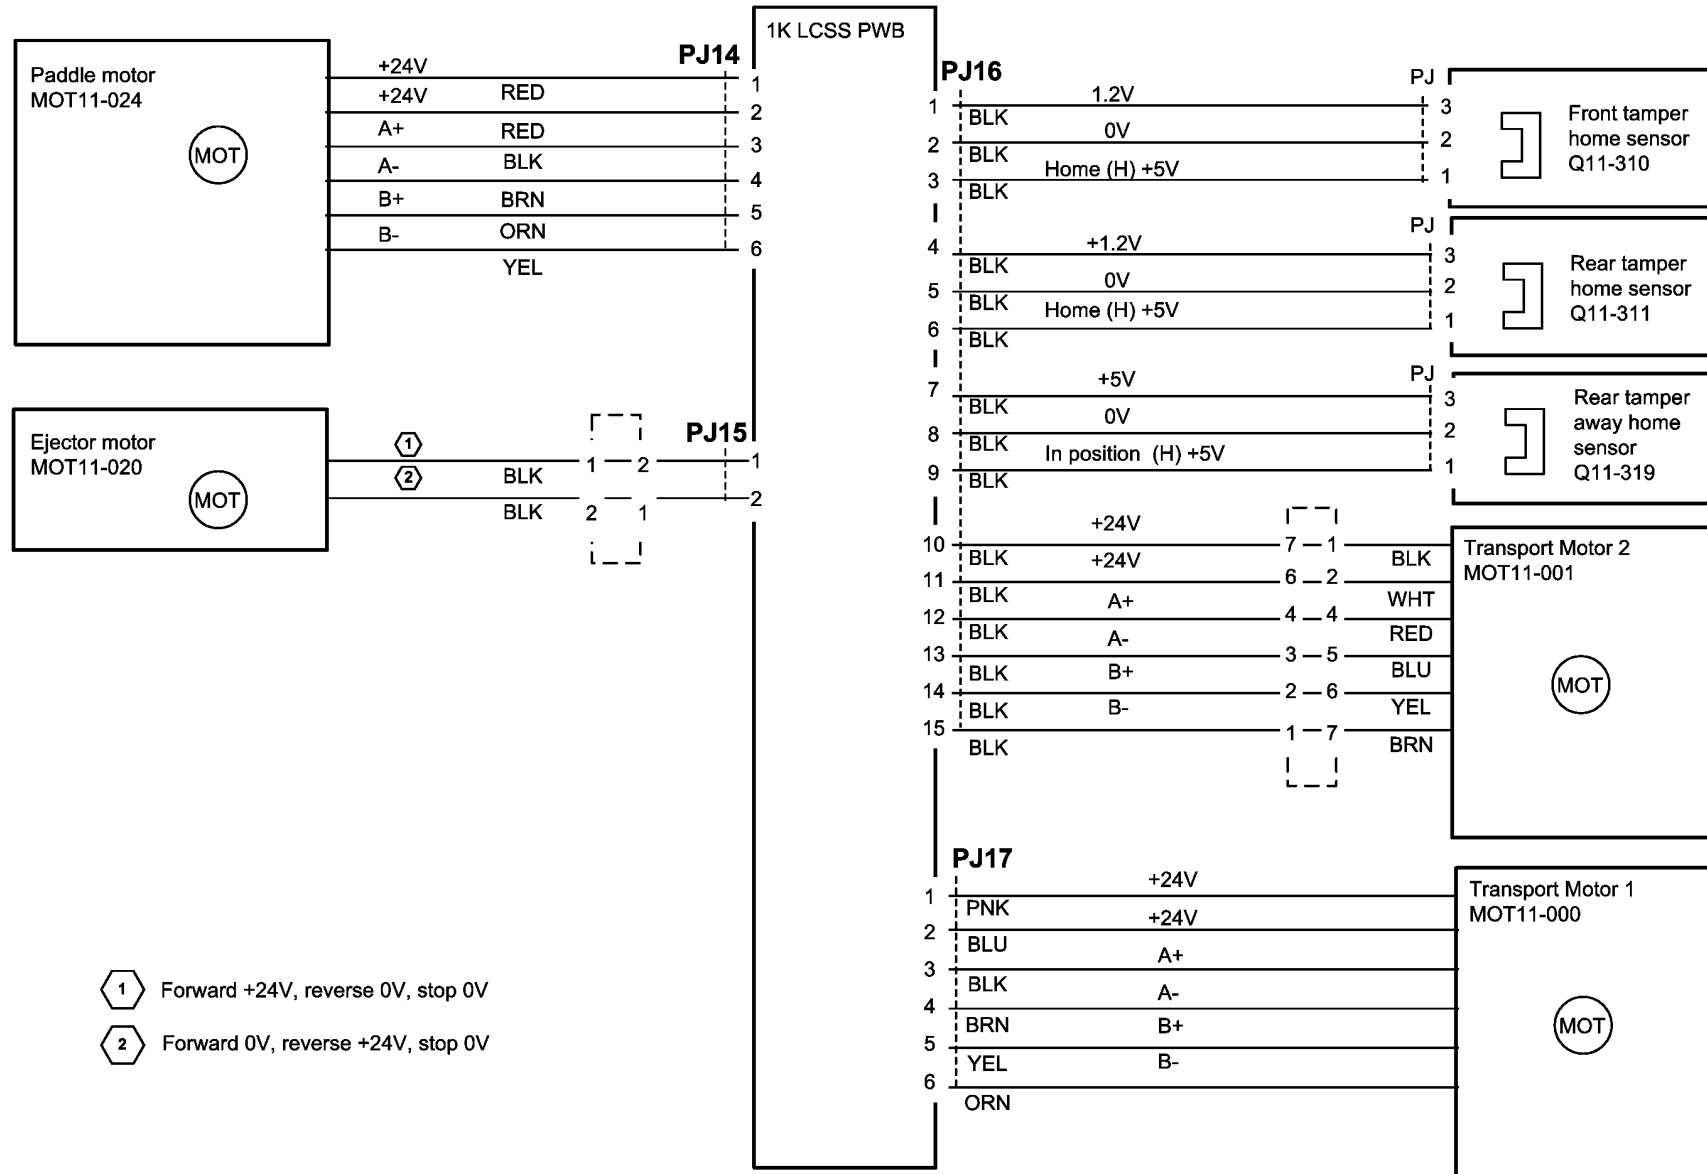 1K LCSS PWB
Paddle motor
MOT11-024
MOT
PJ14
+24V
1
+24V RED
2
A+ RED
3
A- BLK
4
B+ BRN
5
B- ORN
6
YEL
Ejector motor
MOT11-020
MOT
PJ15
1
1 2 1
2 BLK
2
BLK 2 1
PJ16
PJ
1 1.2V 3
BLK
0V
2 2
BLK
Home (H) +5V
3 1
BLK
Front tamper
home sensor
Q11-310
PJ
4 +1.2V 3
BLK
0V
5 2
BLK
Home (H) +5V
6 1
BLK
Rear tamper
home sensor
Q11-311
PJ
7 +5V 3
BLK
0V
8 2
BLK
In position (H) +5V
9 1
BLK
Rear tamper
away home
sensor
Q11-319
+24V
10 7 1
BLK +24V BLK
11 6 2
BLK A+ WHT
12 4 4
BLK A- RED
13 3 5
BLK B+ BLU
14 2 6
BLK B- YEL
15 1 7
BLK BRN
Transport Motor 2
MOT11-001
MOT
PJ17
+24V
1
PNK +24V
2
BLU A+
3
BLK A-
4
BRN B+
5
YEL B-
6
ORN
Transport Motor 1
MOT11-000
MOT
1 Forward +24V, reverse 0V, stop 0V
2 Forward 0V, reverse +24V, stop 0V